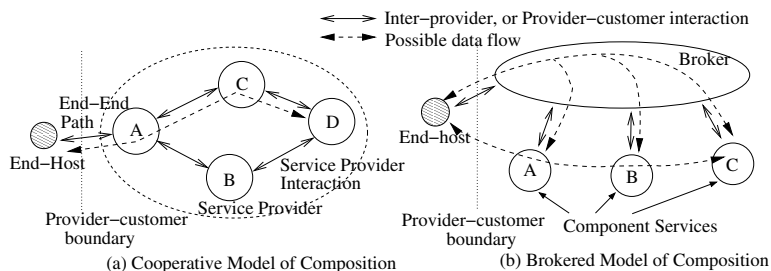 Inter-provider, or Provider-customer interaction
Possible data flow
C
End-End
Path
A
D
End-Host
B
Service Provider
Interaction
Service Provider
Provider-customer
boundary
(a) Cooperative Model of Composition
Broker
End-host
A
B
C
Provider-customer
boundary
Component Services
(b) Brokered Model of Composition